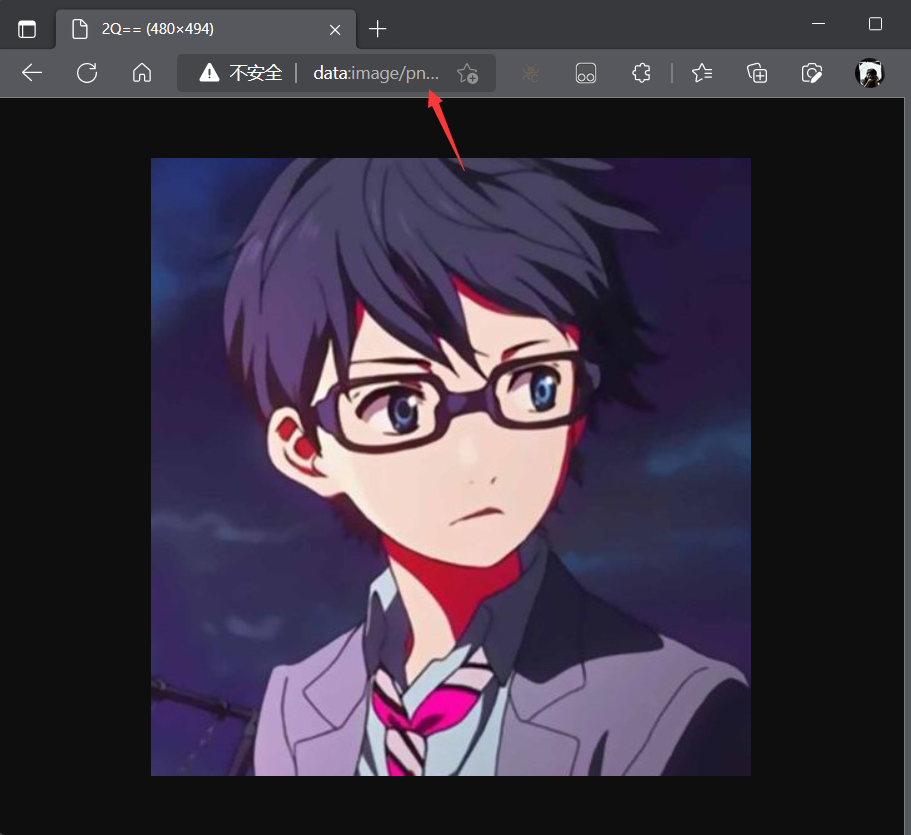 2Q== (480×494)
不安全 data:image/pn...